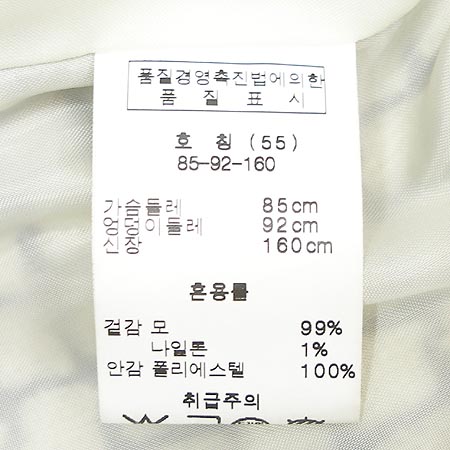 품질경영촉진법에의한
품 질 표 시
호 칭 (55)
85-92-160
가슴둘레 85cm
엉덩이둘레 92cm
신장 160cm
혼용률
겉감 모 99%
나일론 1%
안감 폴리에스텔 100%
취급주의